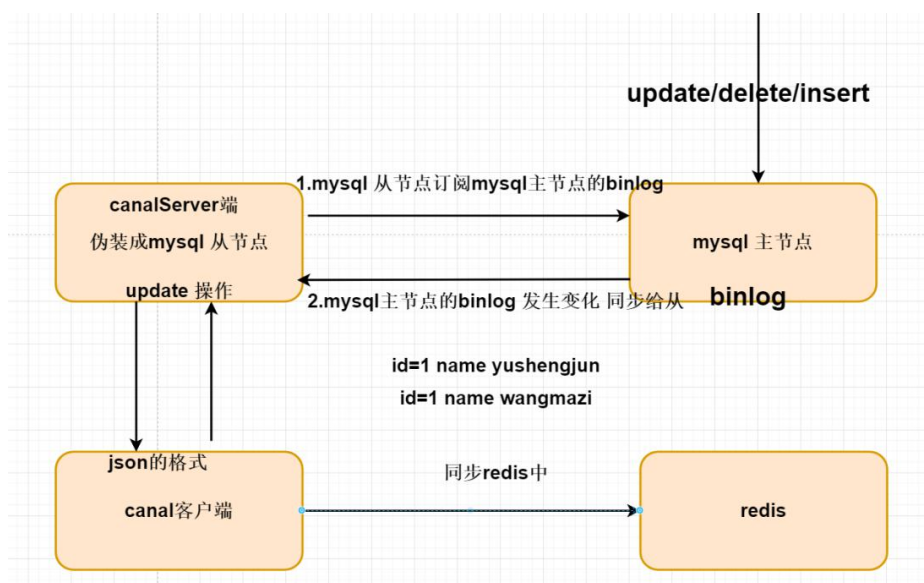 update/delete/insert
1.mysql 从节点订阅mysql主节点的binlog
canalServer端
伪装成mysql 从节点
mysql 主节点
update 操作
2.mysql主节点的binlog 发生变化 同步给从
binlog
id=1 name yushengjun
id=1 name wangmazi
json的格式
同步redis中
canal客户端
redis